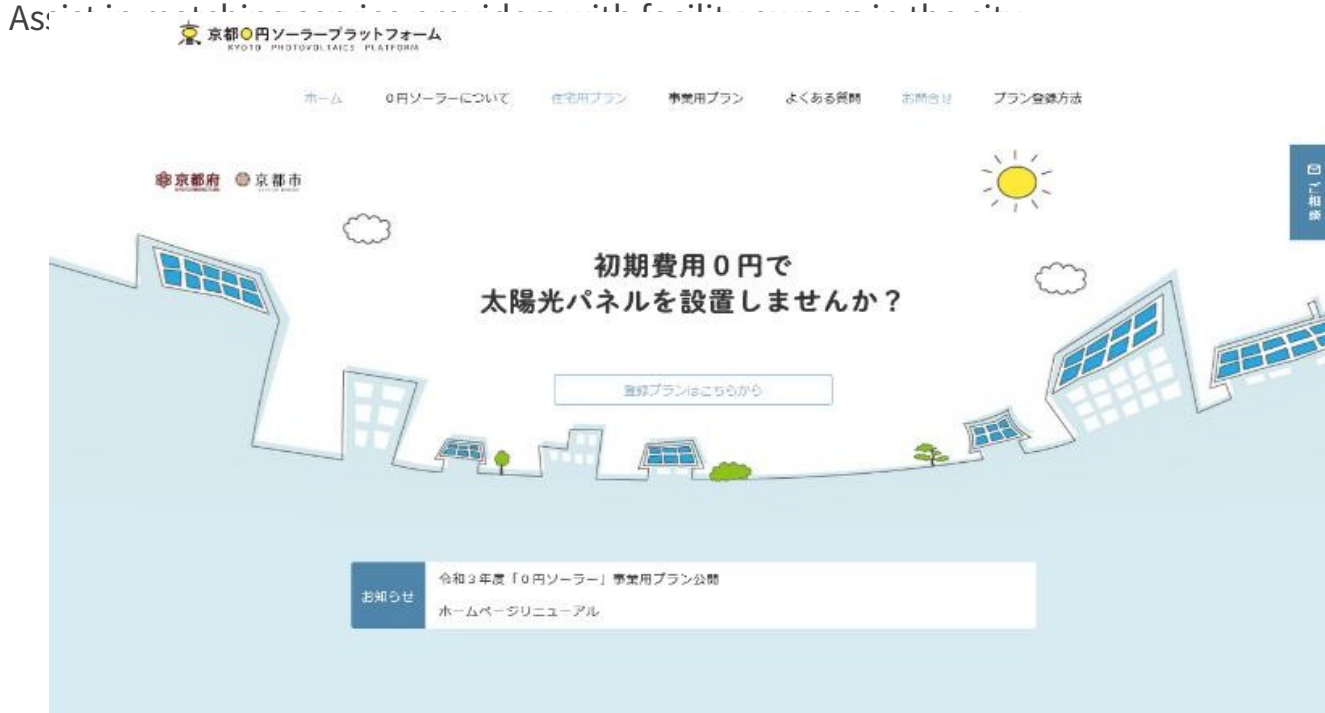 Assist in matching service providers with facility owners in the city
京都0円ソーラープラットフォーム
KYOTO PHOTOVOLTAICS PLATFORM
ホーム 0円ソーラーについて 住宅用プラン 事業用プラン よくある質問 お問合せ プラン登録方法
京都府 京都市
ご相談
初期費用0円で
太陽光パネルを設置しませんか?
登録プランはこちらから
お知らせ
令和3年度「0円ソーラー」事業用プラン公開
ホームページリニューアル